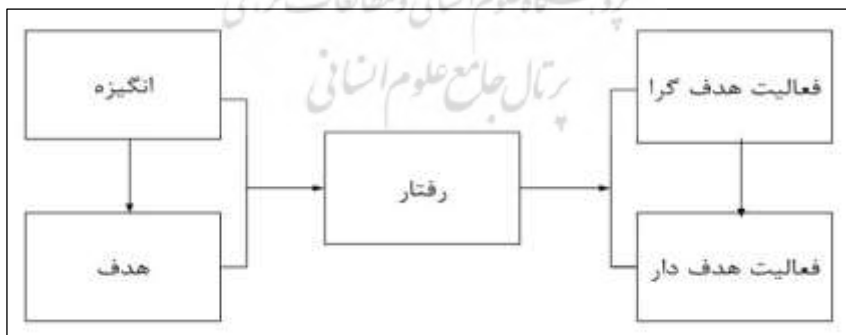 پرتال جامع علوم انسانی
انگیزه
هدف
رفتار
فعالیت هدف گرا
فعالیت هدف دار